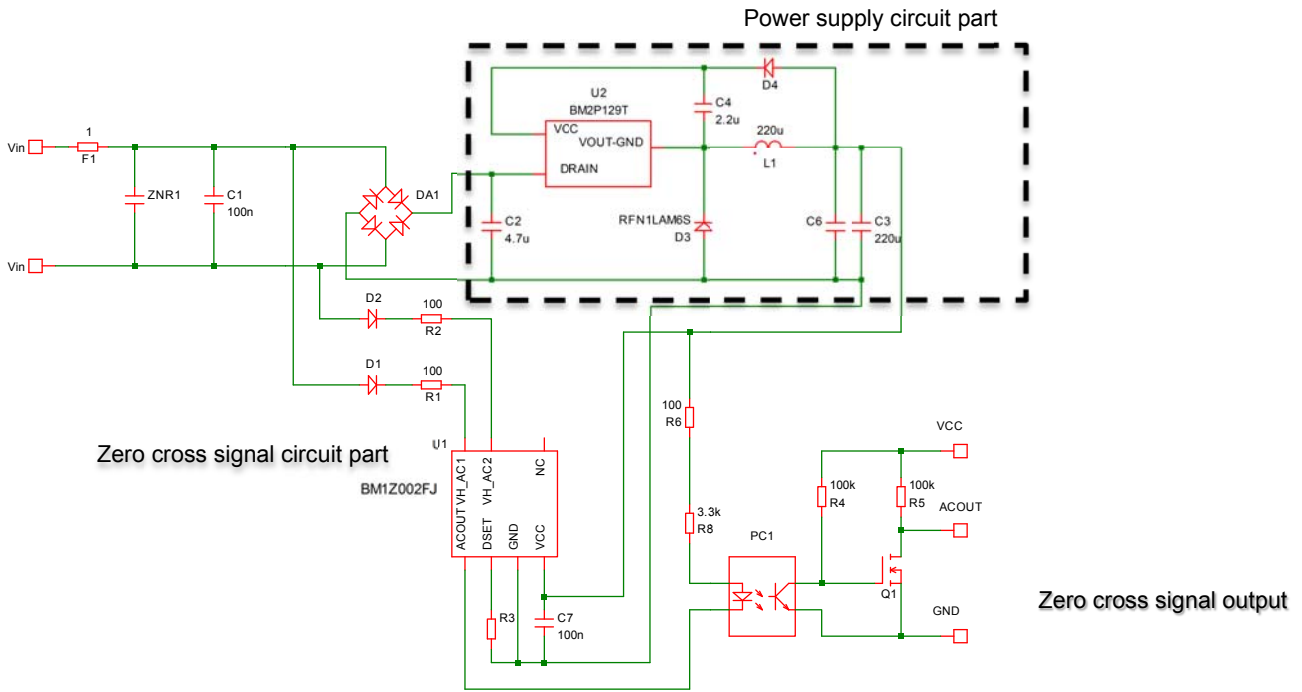 Power supply circuit part
D4
U2
BM2P129T
C4
2.2u
VCC
VOUT-GND
DRAIN
220u
L1
1
Vin
F1
ZNR1
C1
100n
DA1
C2
4.7u
RFN1LAM6S
D3
C6
C3
220u
Vin
D2
100
R2
D1
100
R1
Zero cross signal circuit part
U1
BM1Z002FJ
VH_AC1
VH_AC2
NC
ACOUT
DSET
GND
VCC
100
R6
3.3k
R8
PC1
100k
R4
100k
R5
VCC
ACOUT
Q1
GND
Zero cross signal output
R3
C7
100n